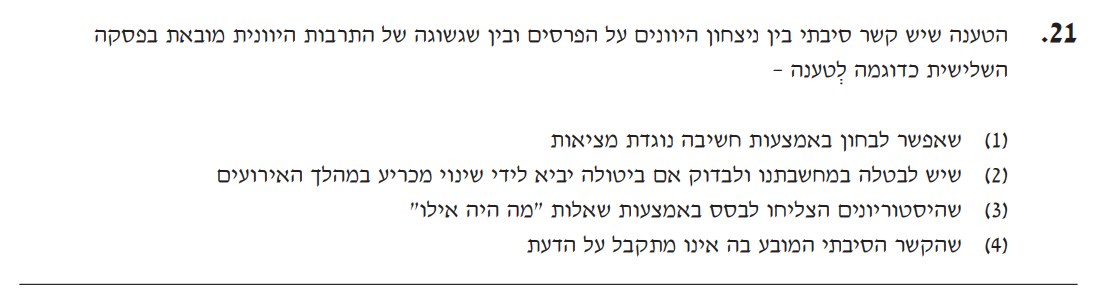 21. הטענה שיש קשר סיבתי בין ניצחון היוונים על הפרסים ובין שגשוגה של התרבות היוונית מובאת בפסקה
השלישית כדוגמה לְטענה –
(1) שאפשר לבחון באמצעות חשיבה נוגדת מציאות
(2) שיש לבטלה במחשבתנו ולבדוק אם ביטולה יביא לידי שינוי מכריע במהלך האירועים
(3) שהיסטוריונים הצליחו לבסס באמצעות שאלות "מה היה אילו"
(4) שהקשר הסיבתי המובע בה אינו מתקבל על הדעת